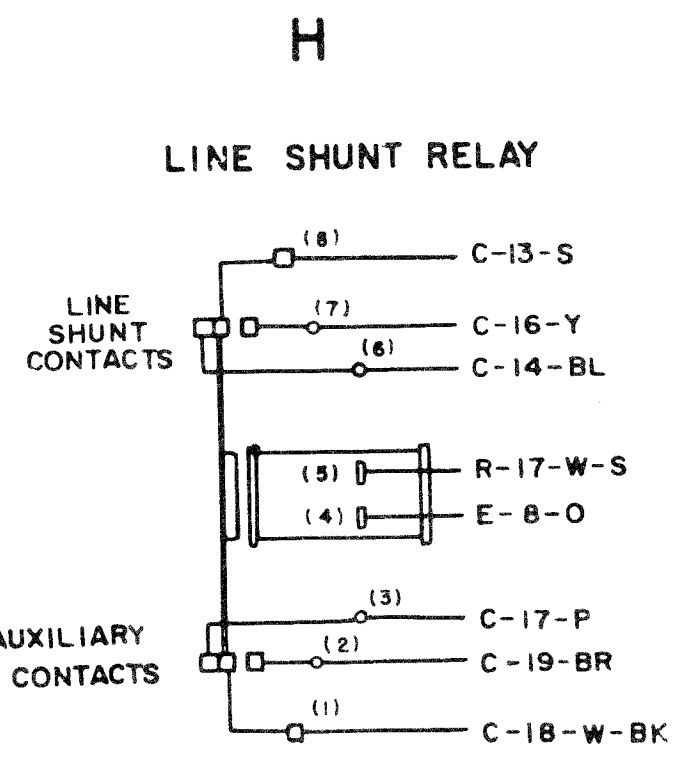 H
LINE SHUNT RELAY
(8) C-13-S
LINE
SHUNT
CONTACTS
(7) C-16-Y
(6) C-14-BL
(5) R-17-W-S
(4) E-8-O
(3) C-17-P
AUXILIARY
CONTACTS
(2) C-19-BR
(1) C-18-W-BK